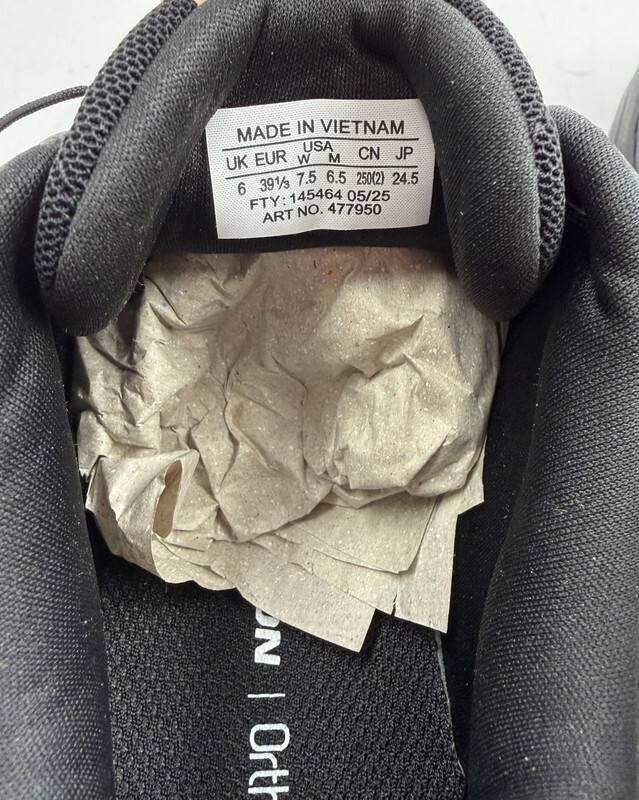 MADE IN VIETNAM
UK EUR USA W M CN JP
6 39⅓ 7.5 6.5 250(2) 24.5
FTY: 145464 05/25
ART NO. 477950
ON | Orth